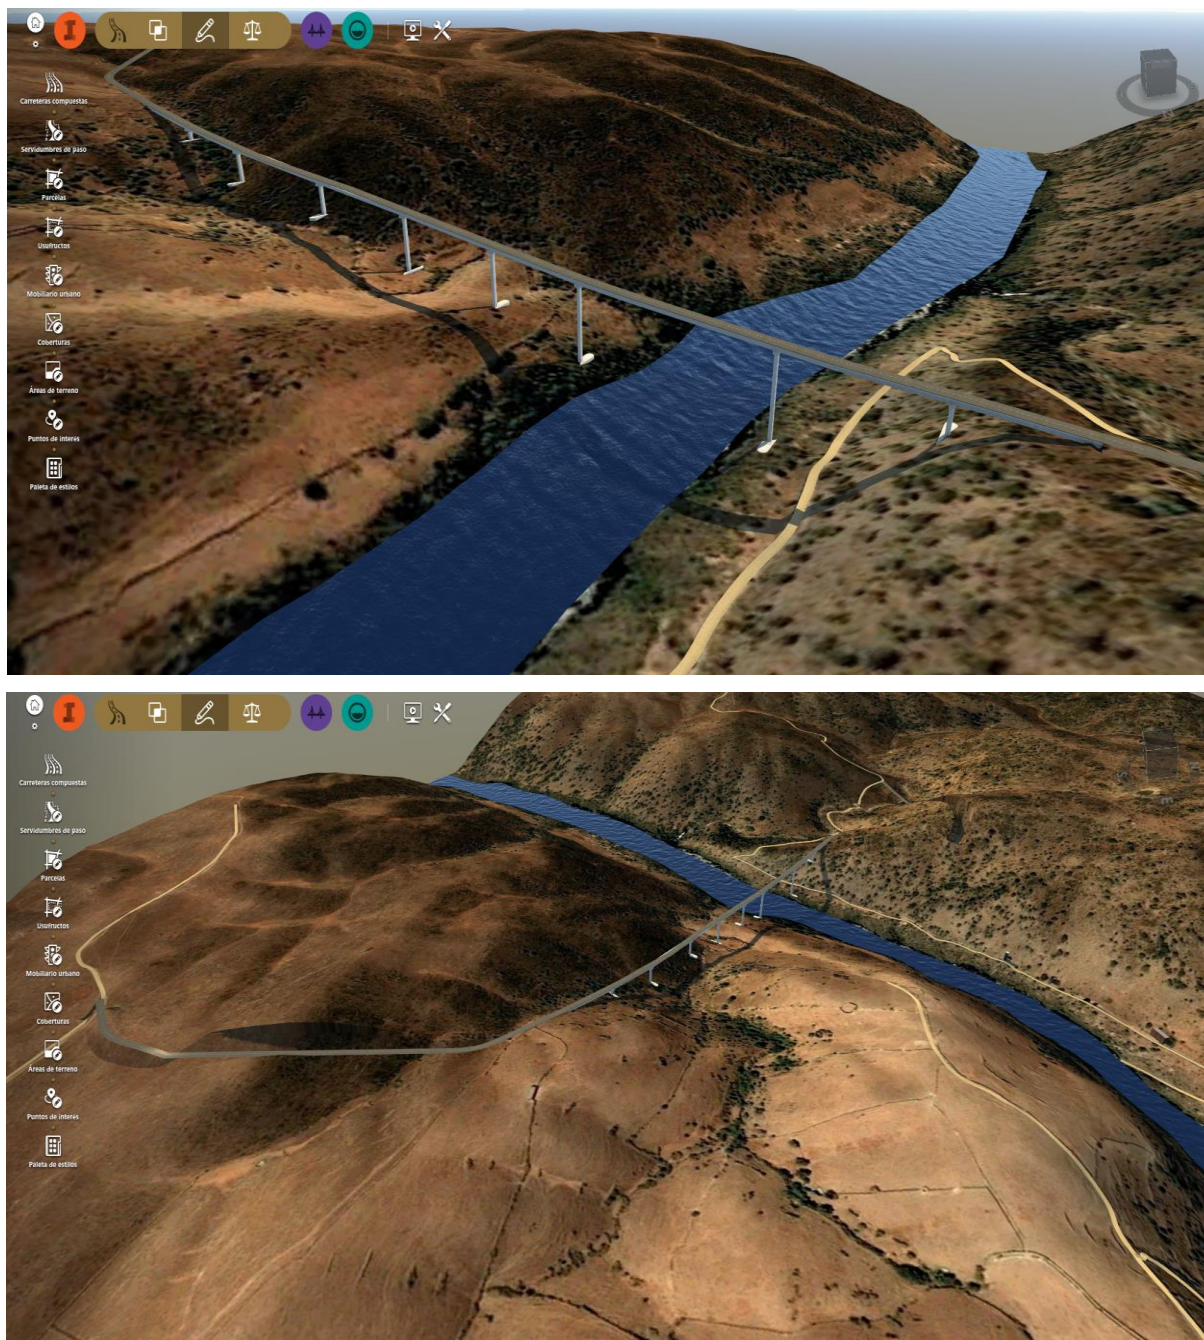 Carreteras compuestas
Servidumbres de paso
Parcelas
Usufructos
Mobiliario urbano
Coberturas
Áreas de terreno
Puntos de interés
Paleta de estilos
Carreteras compuestas
Servidumbres de paso
Parcelas
Usufructos
Mobiliario urbano
Coberturas
Áreas de terreno
Puntos de interés
Paleta de estilos